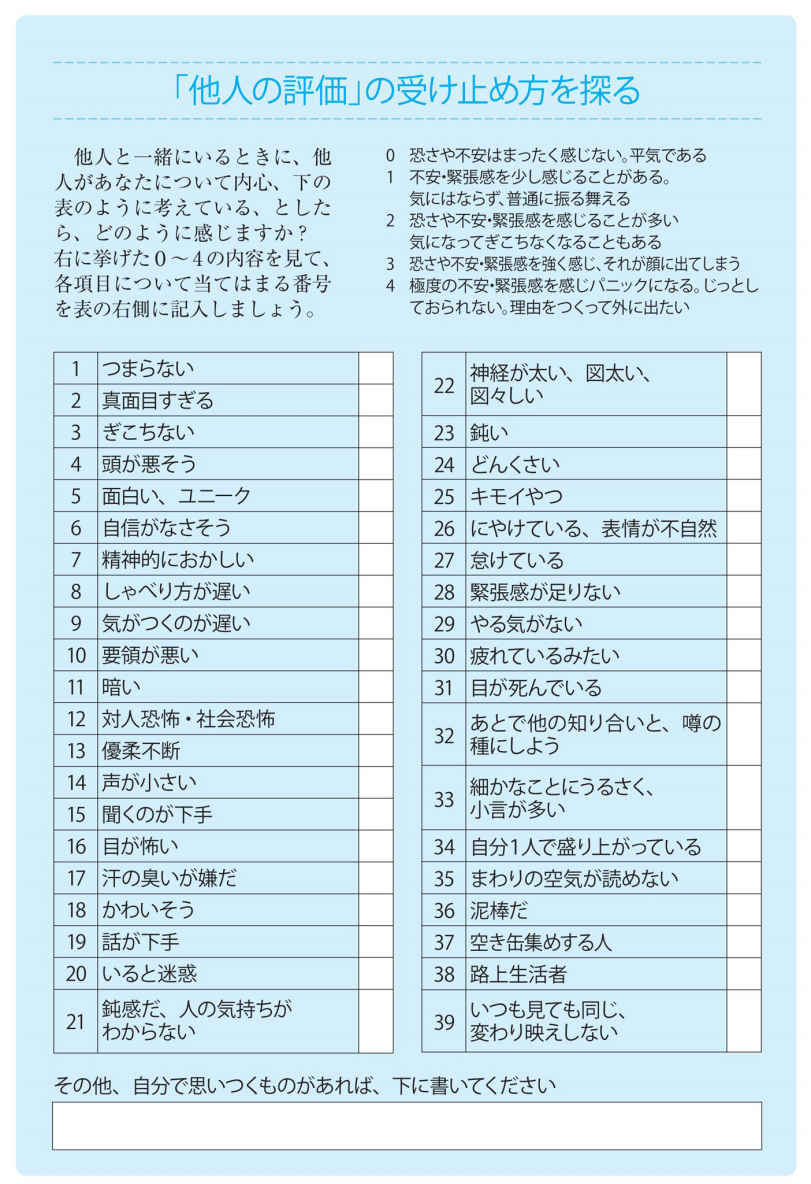 「他人の評価」の受け止め方を探る
他人と一緒にいるときに、他
人があなたについて内心、下の
表のように考えている、とした
ら、どのように感じますか？
右に挙げた０～４の内容を見て、
各項目について当てはまる番号
を表の右側に記入しましょう。
0 恐さや不安はまったく感じない。平気である
1 不安・緊張感を少し感じることがある。
気にはならず、普通に振る舞える
2 恐さや不安・緊張感を感じることが多い
気になってぎこちなくなることもある
3 恐さや不安・緊張感を強く感じ、それが顔に出てしまう
4 極度の不安・緊張感を感じパニックになる。じっとし
ておられない。理由をつくって外に出たい
1 つまらない
2 真面目すぎる
3 ぎこちない
4 頭が悪そう
5 面白い、ユニーク
6 自信がなさそう
7 精神的におかしい
8 しゃべり方が遅い
9 気がつくのが遅い
10 要領が悪い
11 暗い
12 対人恐怖・社会恐怖
13 優柔不断
14 声が小さい
15 聞くのが下手
16 目が怖い
17 汗の臭いが嫌だ
18 かわいそう
19 話が下手
20 いると迷惑
21 鈍感だ、人の気持ちが
わからない
22 神経が太い、図太い、
図々しい
23 鈍い
24 どんくさい
25 キモイやつ
26 にやけている、表情が不自然
27 怠けている
28 緊張感が足りない
29 やる気がない
30 疲れているみたい
31 目が死んでいる
32 あとで他の知り合いと、噂の
種にしよう
33 細かなことにうるさく、
小言が多い
34 自分1人で盛り上がっている
35 まわりの空気が読めない
36 泥棒だ
37 空き缶集めする人
38 路上生活者
39 いつも見ても同じ、
変わり映えしない
その他、自分で思いつくものがあれば、下に書いてください